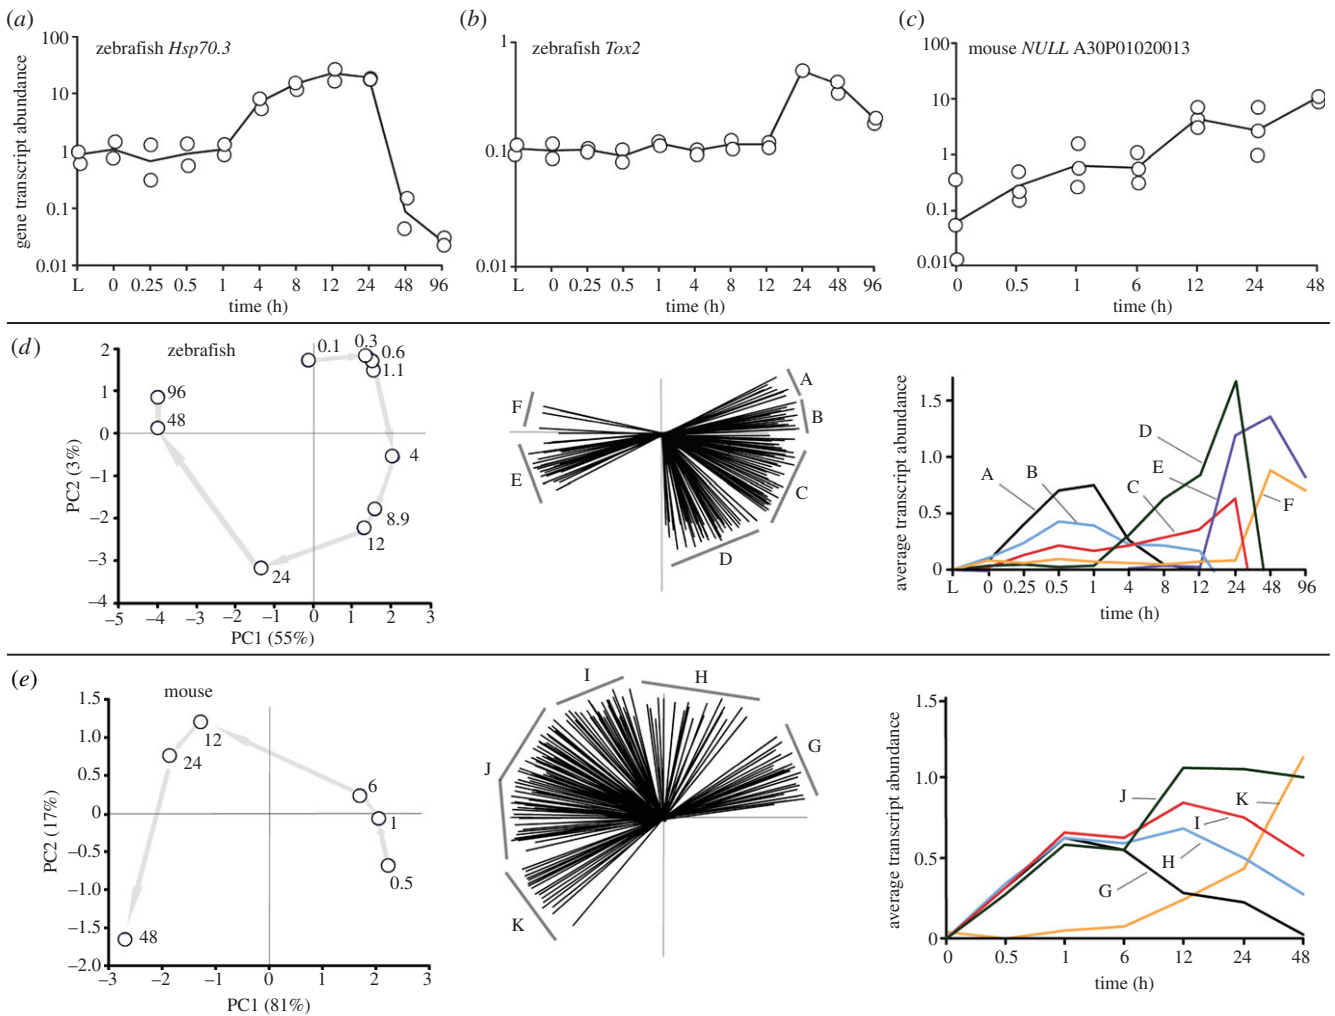 (a)
zebrafish Hsp70.3
gene transcript abundance
100
10
1
0.1
0.01
L 0 0.25 0.5 1 4 8 12 24 48 96
time (h)
(b)
zebrafish Tox2
1
0.1
0.01
L 0 0.25 0.5 1 4 8 12 24 48 96
time (h)
(c)
mouse NULL A30P01020013
100
10
1
0.1
0.01
0 0.5 1 6 12 24 48
time (h)
(d)
zebrafish
PC2 (3%)
2
1
0
–1
–2
–3
–4
–5 –4 –3 –2 –1 0 1 2 3
PC1 (55%)
0.1
0.3
0.6
1.1
4
8.9
12
24
48
96
A
B
C
D
E
F
average transcript abundance
1.5
1.0
0.5
0
A
B
C
D
E
F
L 0 0.25 0.5 1 4 8 12 24 48 96
time (h)
(e)
mouse
PC2 (17%)
1.5
1.0
0.5
0
–0.5
–1.0
–1.5
–2.0
–3 –2 –1 0 1 2 3
PC1 (81%)
12
24
6
1
0.5
48
G
H
I
J
K
average transcript abundance
1.5
1.0
0.5
0
J
K
I
H
G
0 0.5 1 6 12 24 48
time (h)